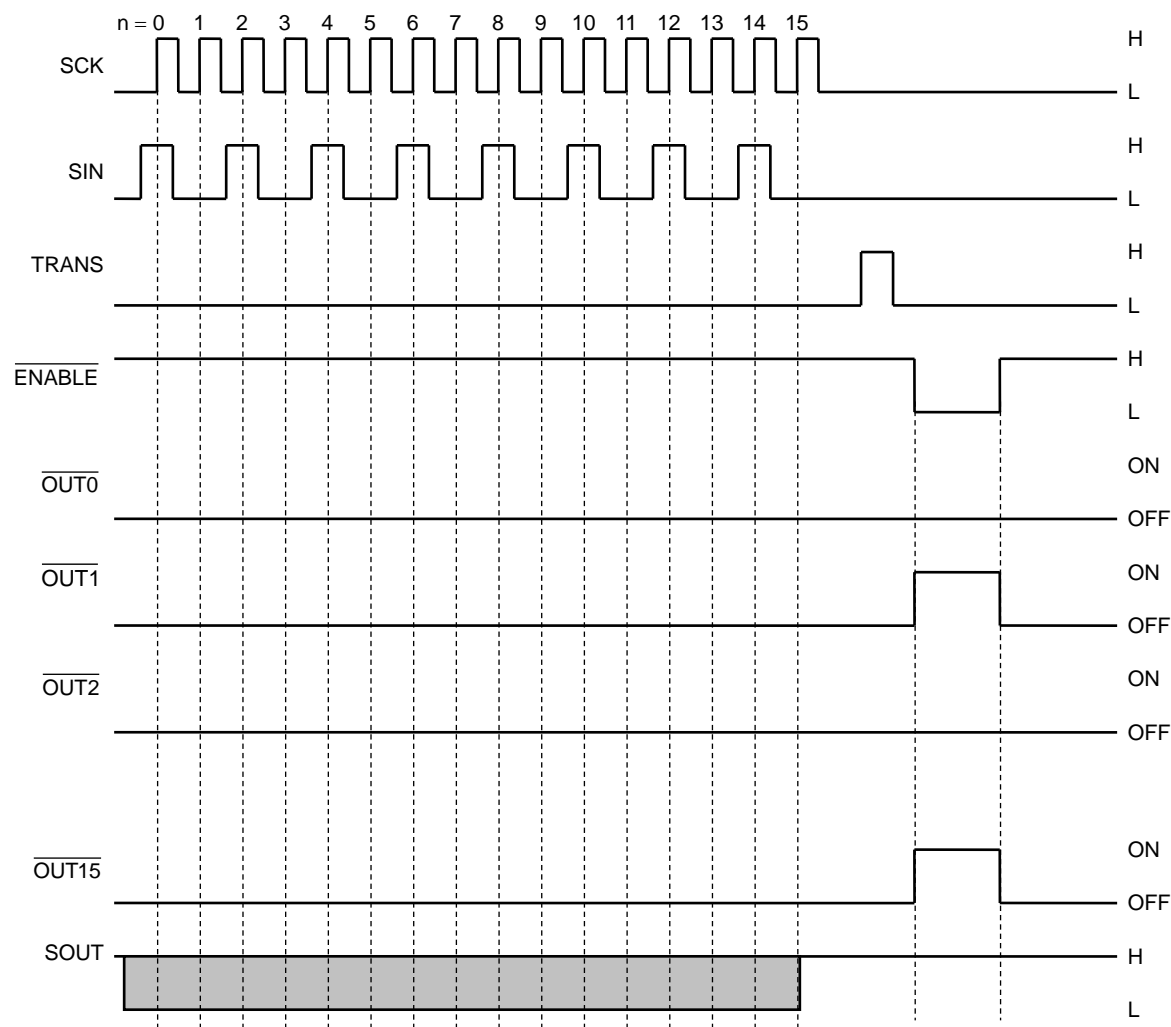 n = 0 1 2 3 4 5 6 7 8 9 10 11 12 13 14 15
SCK
H
L
SIN
H
L
TRANS
H
L
ENABLE
H
L
OUT0
ON
OFF
OUT1
ON
OFF
OUT2
ON
OFF
OUT15
ON
OFF
SOUT
H
L